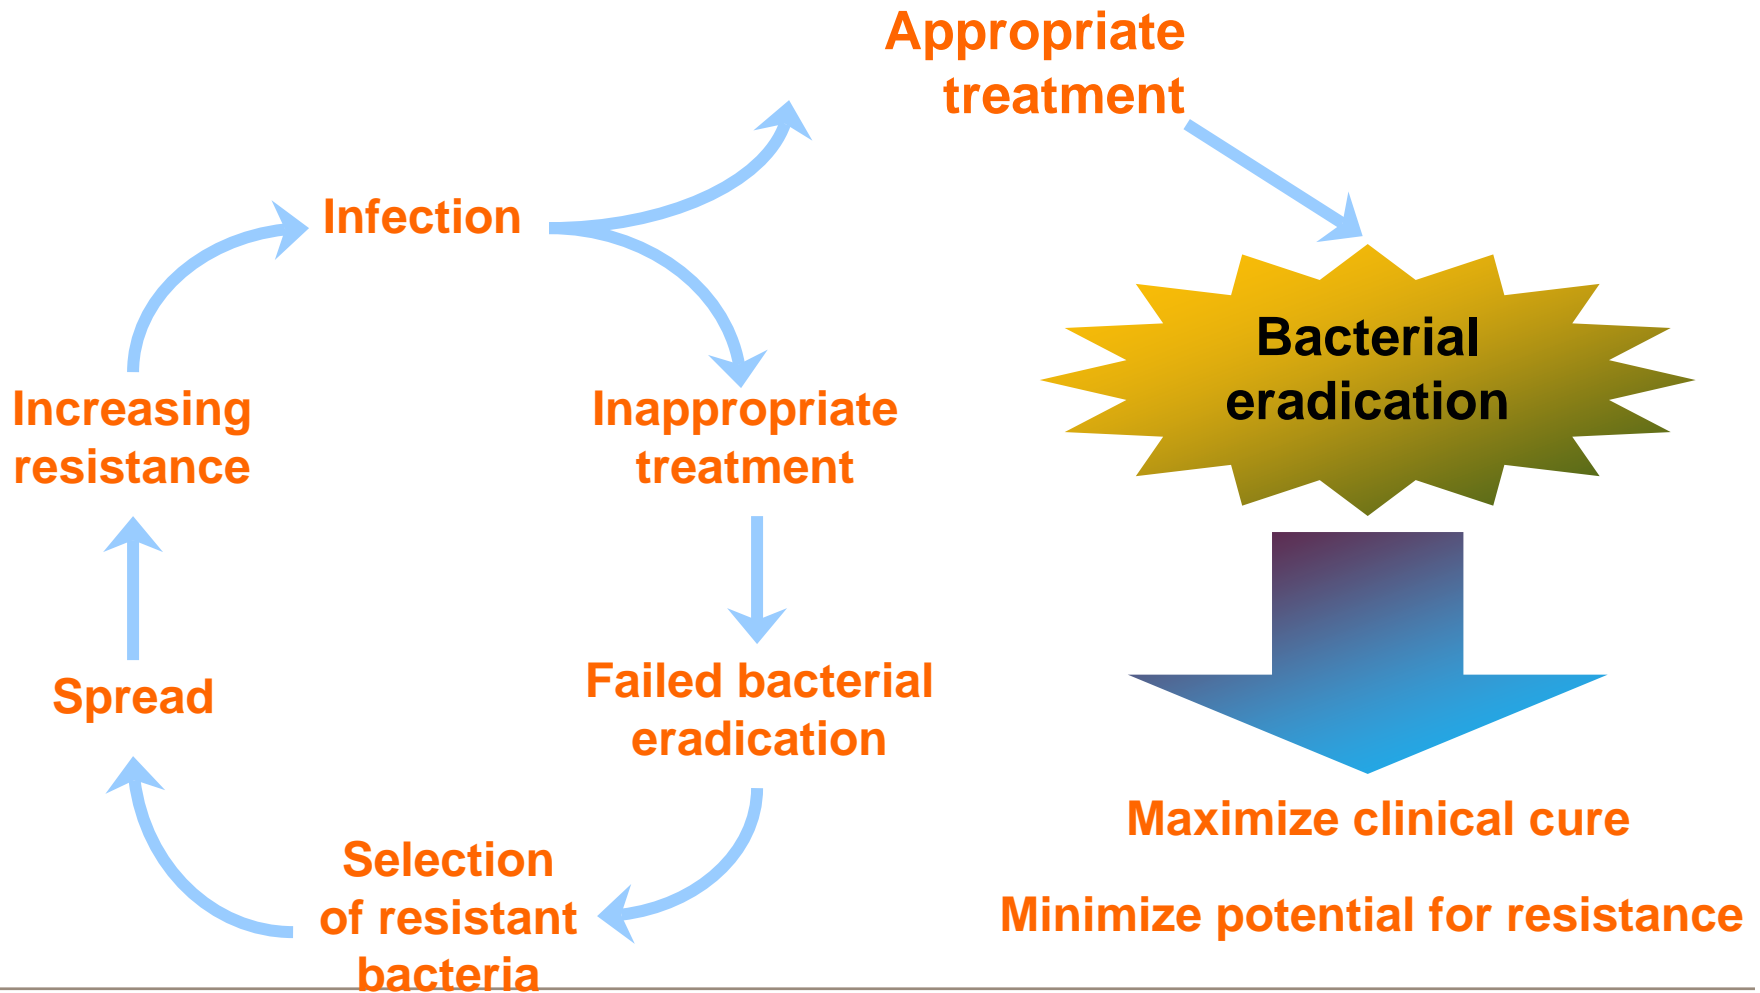 Appropriate
treatment
Infection
Increasing
resistance
Inappropriate
treatment
Bacterial
eradication
Spread
Failed bacterial
eradication
Selection
of resistant
bacteria
Maximize clinical cure
Minimize potential for resistance